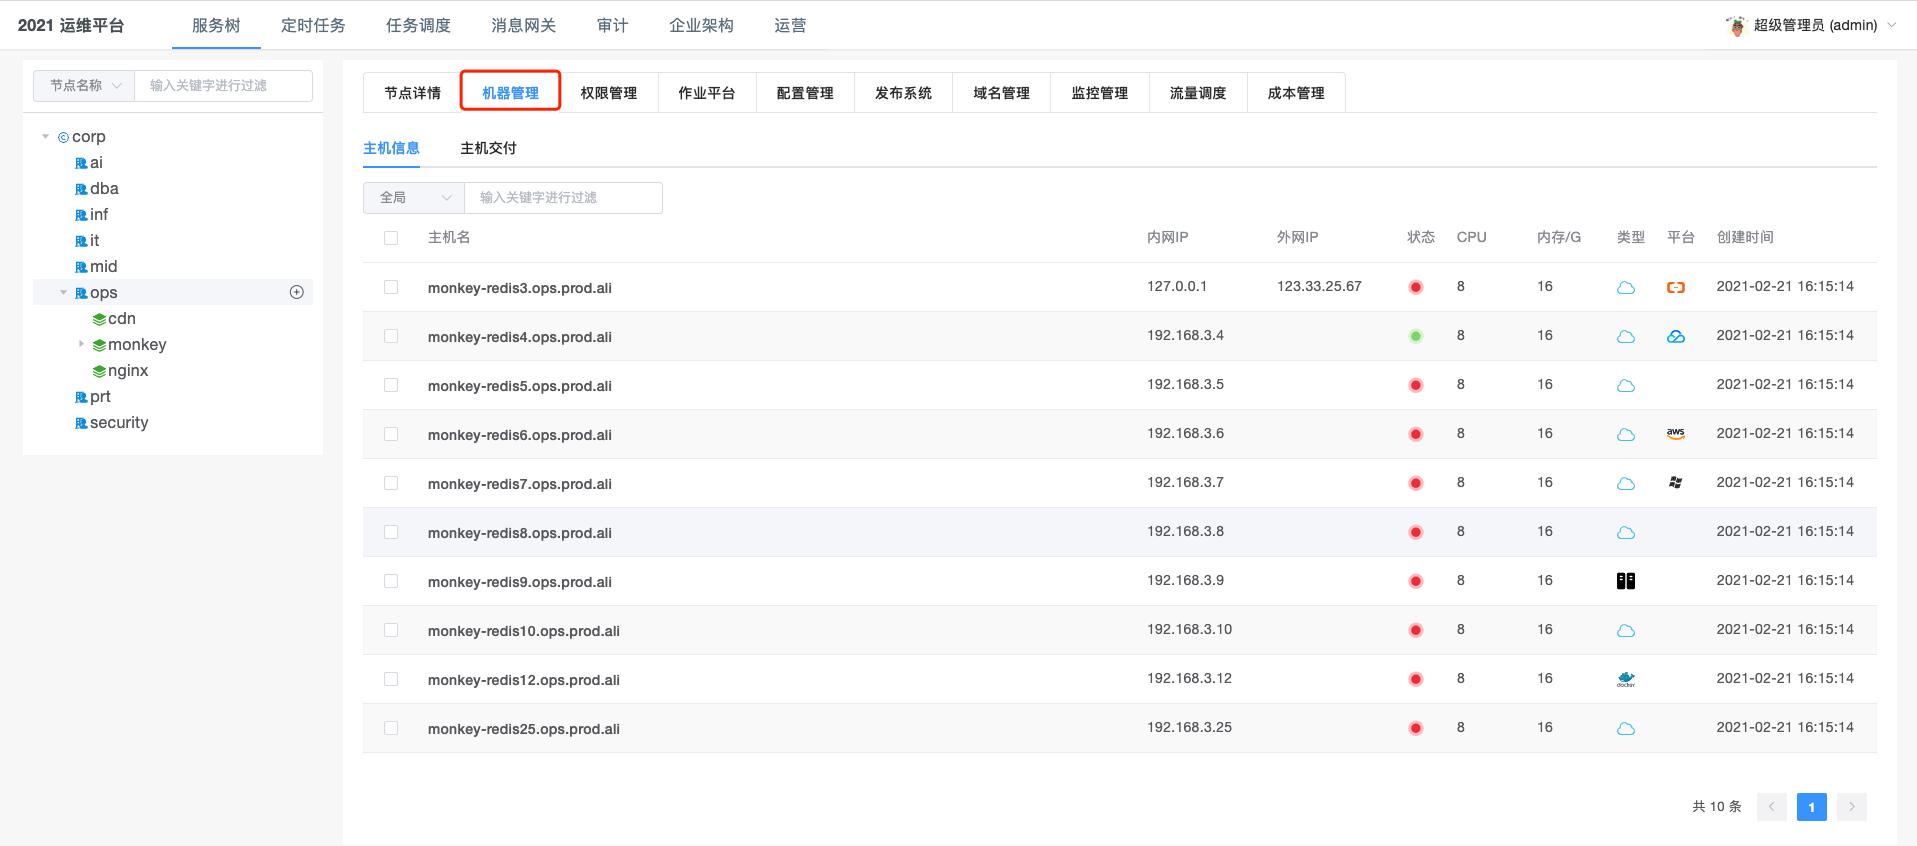 2021 运维平台 服务树 定时任务 任务调度 消息网关 审计 企业架构 运营 超级管理员 (admin)
节点名称 输入关键字进行过滤
corp
ai
dba
inf
it
mid
ops
cdn
monkey
nginx
prt
security
节点详情 机器管理 权限管理 作业平台 配置管理 发布系统 域名管理 监控管理 流量调度 成本管理
主机信息 主机交付
全局 输入关键字进行过滤
主机名 内网IP 外网IP 状态 CPU 内存/G 类型 平台 创建时间
monkey-redis3.ops.prod.ali 127.0.0.1 123.33.25.67 8 16 2021-02-21 16:15:14
monkey-redis4.ops.prod.ali 192.168.3.4 8 16 2021-02-21 16:15:14
monkey-redis5.ops.prod.ali 192.168.3.5 8 16 2021-02-21 16:15:14
monkey-redis6.ops.prod.ali 192.168.3.6 8 16 aws 2021-02-21 16:15:14
monkey-redis7.ops.prod.ali 192.168.3.7 8 16 2021-02-21 16:15:14
monkey-redis8.ops.prod.ali 192.168.3.8 8 16 2021-02-21 16:15:14
monkey-redis9.ops.prod.ali 192.168.3.9 8 16 2021-02-21 16:15:14
monkey-redis10.ops.prod.ali 192.168.3.10 8 16 2021-02-21 16:15:14
monkey-redis12.ops.prod.ali 192.168.3.12 8 16 docker 2021-02-21 16:15:14
monkey-redis25.ops.prod.ali 192.168.3.25 8 16 2021-02-21 16:15:14
共 10 条 1